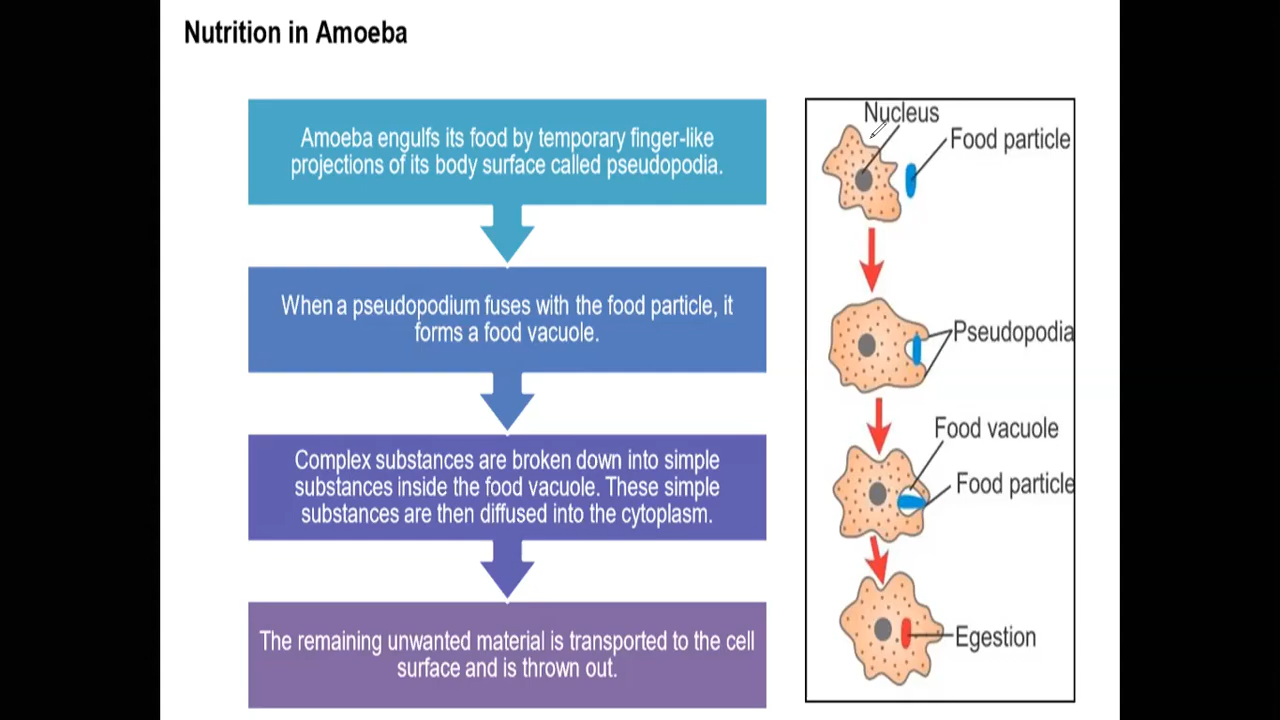 Nutrition in Amoeba
Amoeba engulfs its food by temporary finger-like
projections of its body surface called pseudopodia.
When a pseudopodium fuses with the food particle, it
forms a food vacuole.
Complex substances are broken down into simple
substances inside the food vacuole. These simple
substances are then diffused into the cytoplasm.
The remaining unwanted material is transported to the cell
surface and is thrown out.
Nucleus
Food particle
Pseudopodia
Food vacuole
Food particle
Egestion